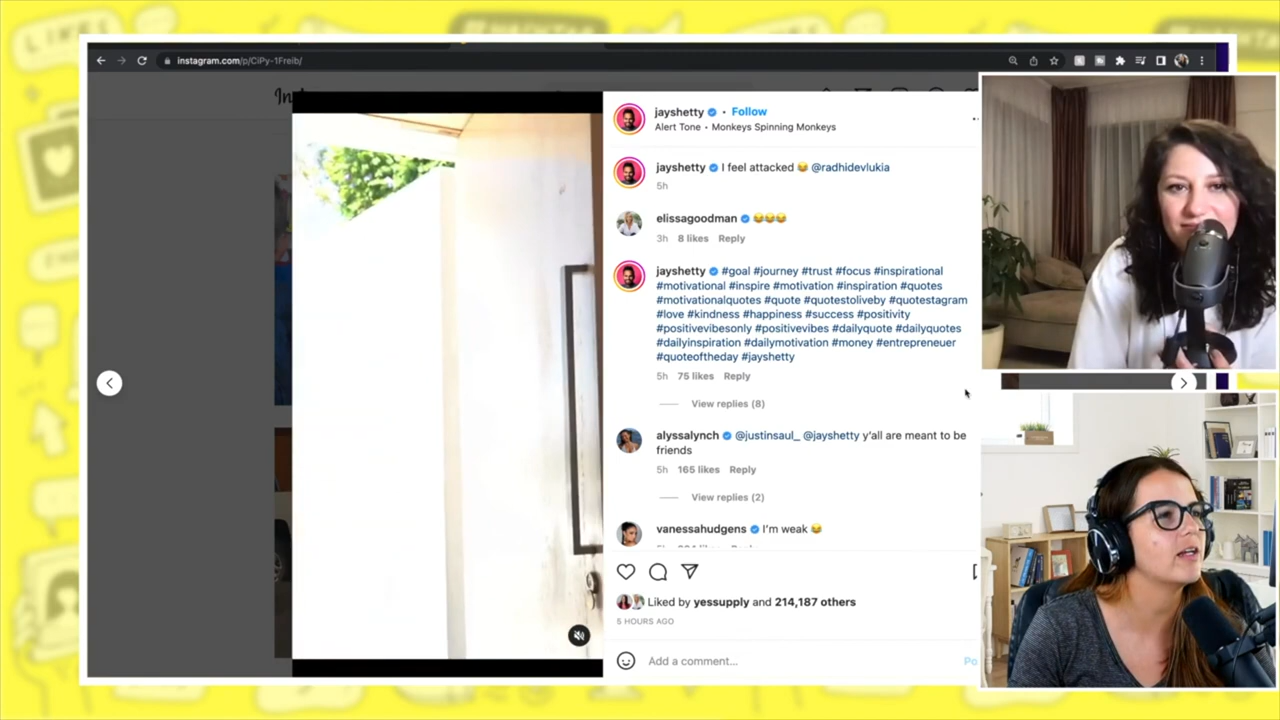 LIKES
instagram.com/p/CiPy-1Freib/
jayshetty • Follow
Alert Tone • Monkeys Spinning Monkeys
jayshetty I feel attacked 😂 @radhidevlukia
5h
elissagoodman 😂😂😂
3h 8 likes Reply
jayshetty #goal #journey #trust #focus #inspirational
#motivational #inspire #motivation #inspiration #quotes
#motivationalquotes #quote #quotestoliveby #quotestagram
#love #kindness #happiness #success #positivity
#positivevibesonly #positivevibes #dailyquote #dailyquotes
#dailyinspiration #dailymotivation #money #entrepreneuer
#quoteoftheday #jayshetty
5h 75 likes Reply
View replies (8)
alyssalynch @justinsaul_ @jayshetty y'all are meant to be
friends
5h 165 likes Reply
View replies (2)
vanessahudgens I'm weak 😂
Liked by yessupply and 214,187 others
5 HOURS AGO
Add a comment...
Po